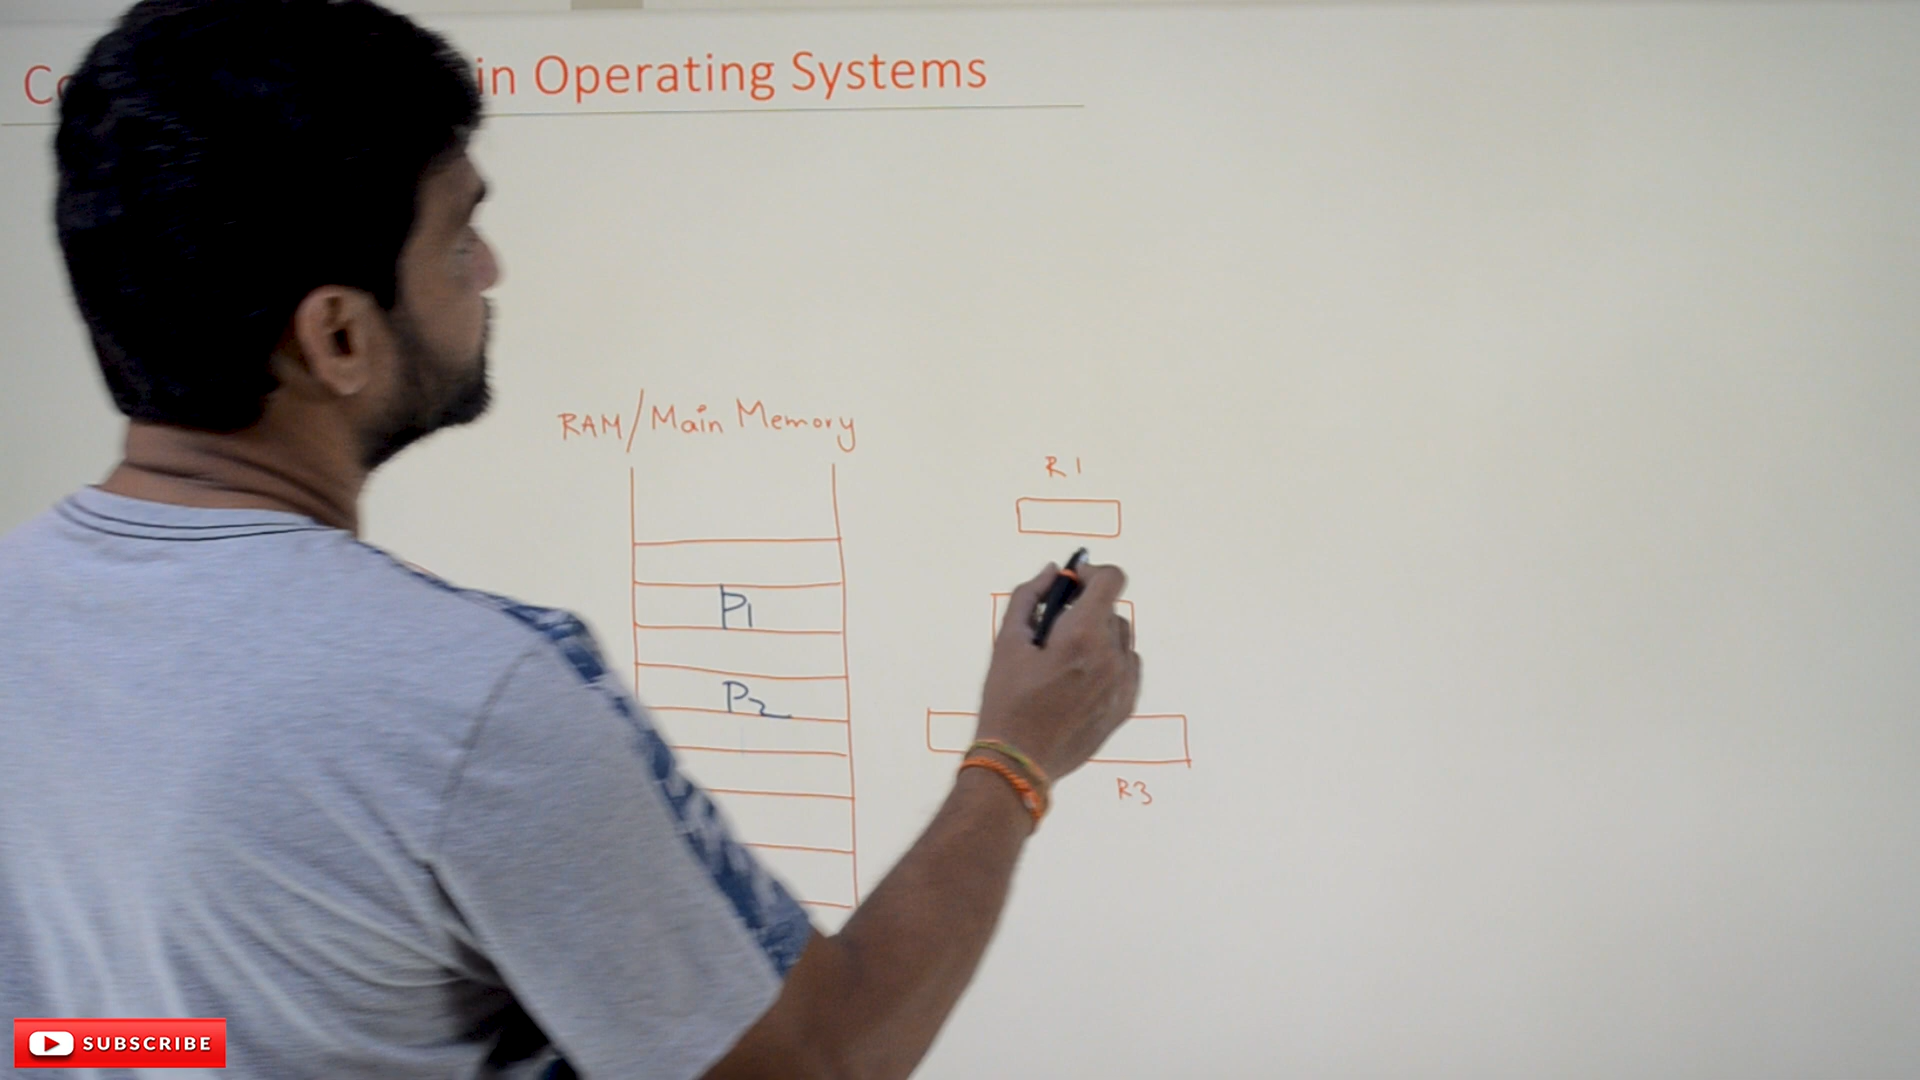 in Operating Systems
RAM/Main Memory
R1
P1
P2
R3
SUBSCRIBE